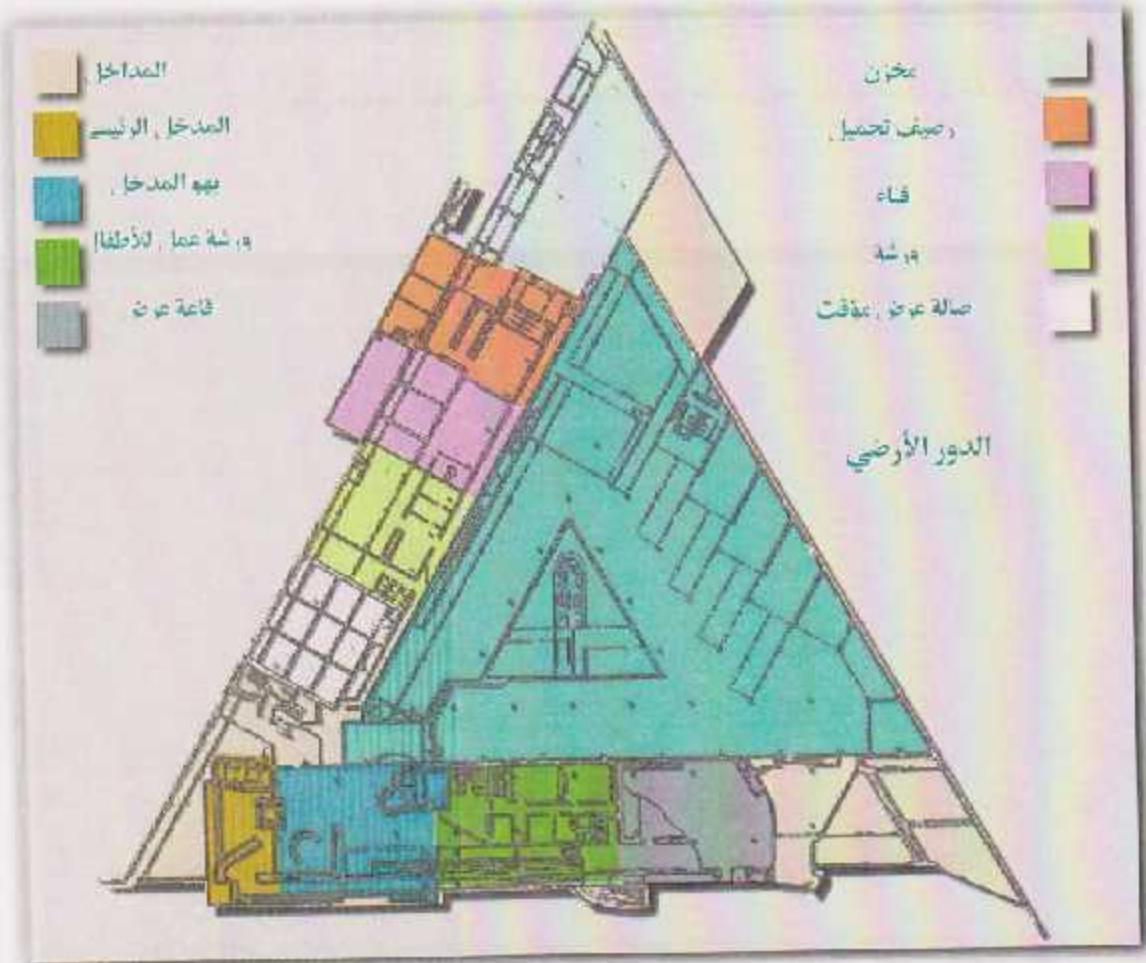 مخزن
رصيف تحميل
فناء
ورشة
صالة عرض مؤقت
المداخل
المدخل الرئيسي
بهو المدخل
ورشة عمل للأطفال
قاعة عرض
الدور الأرضي